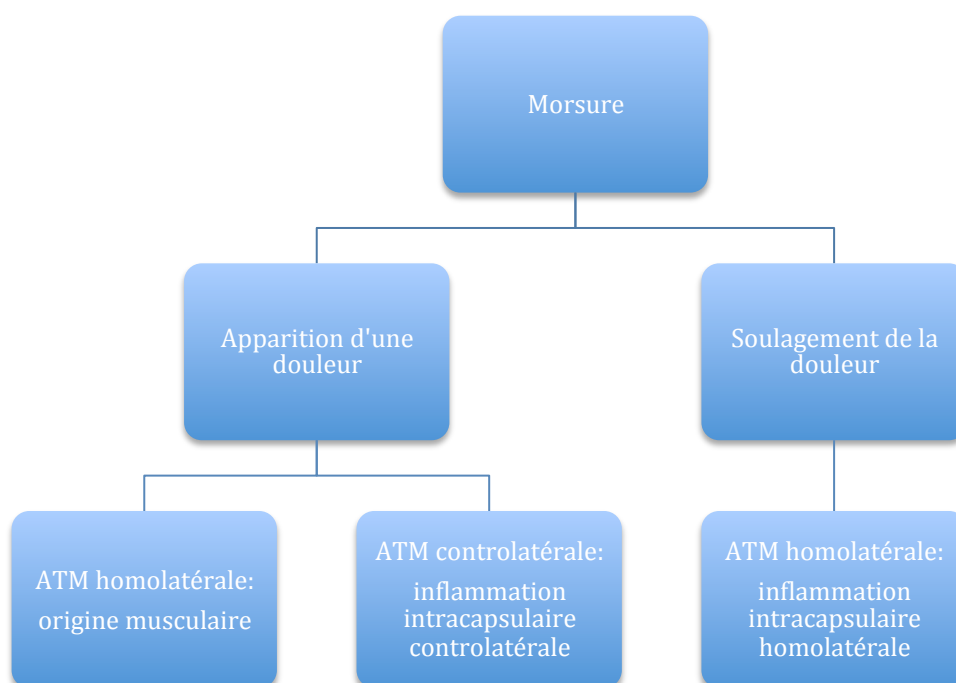 Morsure
Apparition d'une
douleur
Soulagement de la
douleur
ATM homolatérale:
origine musculaire
ATM controlatérale:
inflammation
intracapsulaire
controlatérale
ATM homolatérale:
inflammation
intracapsulaire
homolatérale